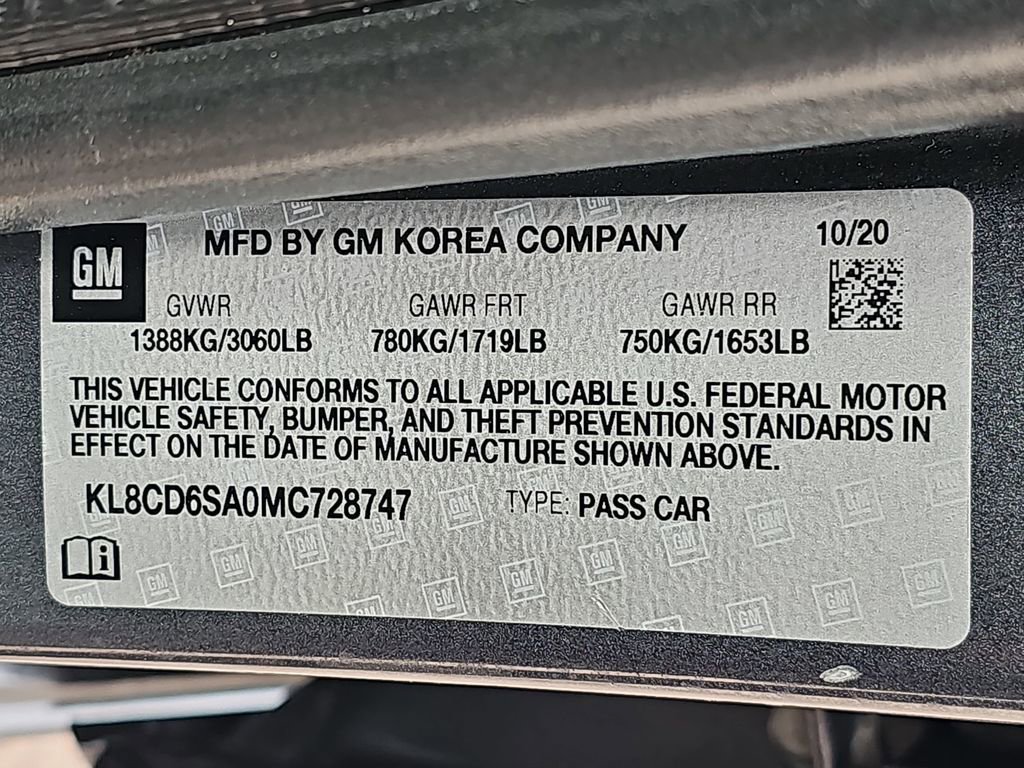 GM
MFD BY GM KOREA COMPANY
10/20
GVWR GAWR FRT GAWR RR
1388KG/3060LB 780KG/1719LB 750KG/1653LB
THIS VEHICLE CONFORMS TO ALL APPLICABLE U.S. FEDERAL MOTOR
VEHICLE SAFETY, BUMPER, AND THEFT PREVENTION STANDARDS IN
EFFECT ON THE DATE OF MANUFACTURE SHOWN ABOVE.
KL8CD6SA0MC728747 TYPE: PASS CAR